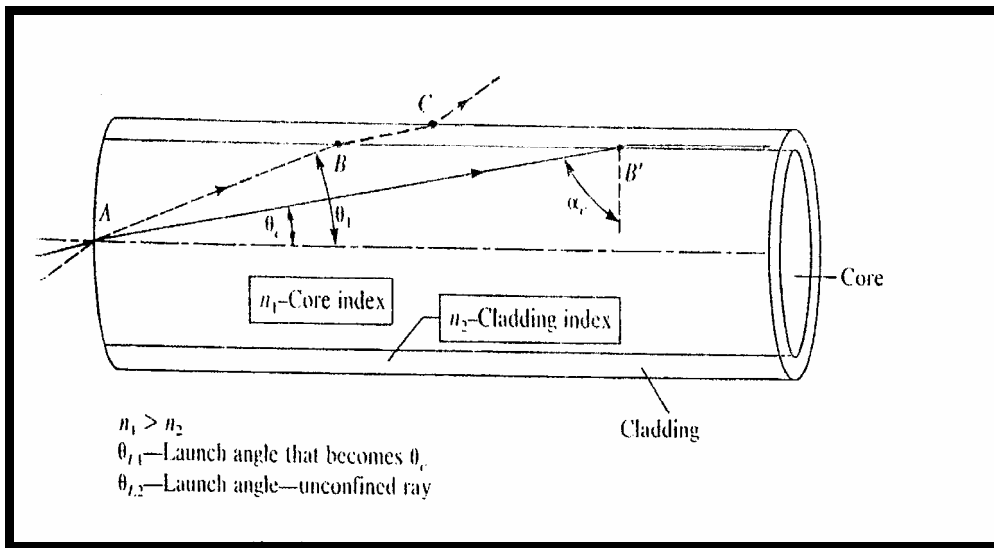 C
B
B'
A
θ₁
θc
αc
Core
n₁–Core index
n₂–Cladding index
Cladding
n₁ > n₂
θL1—Launch angle that becomes θc
θL2—Launch angle—unconfined ray